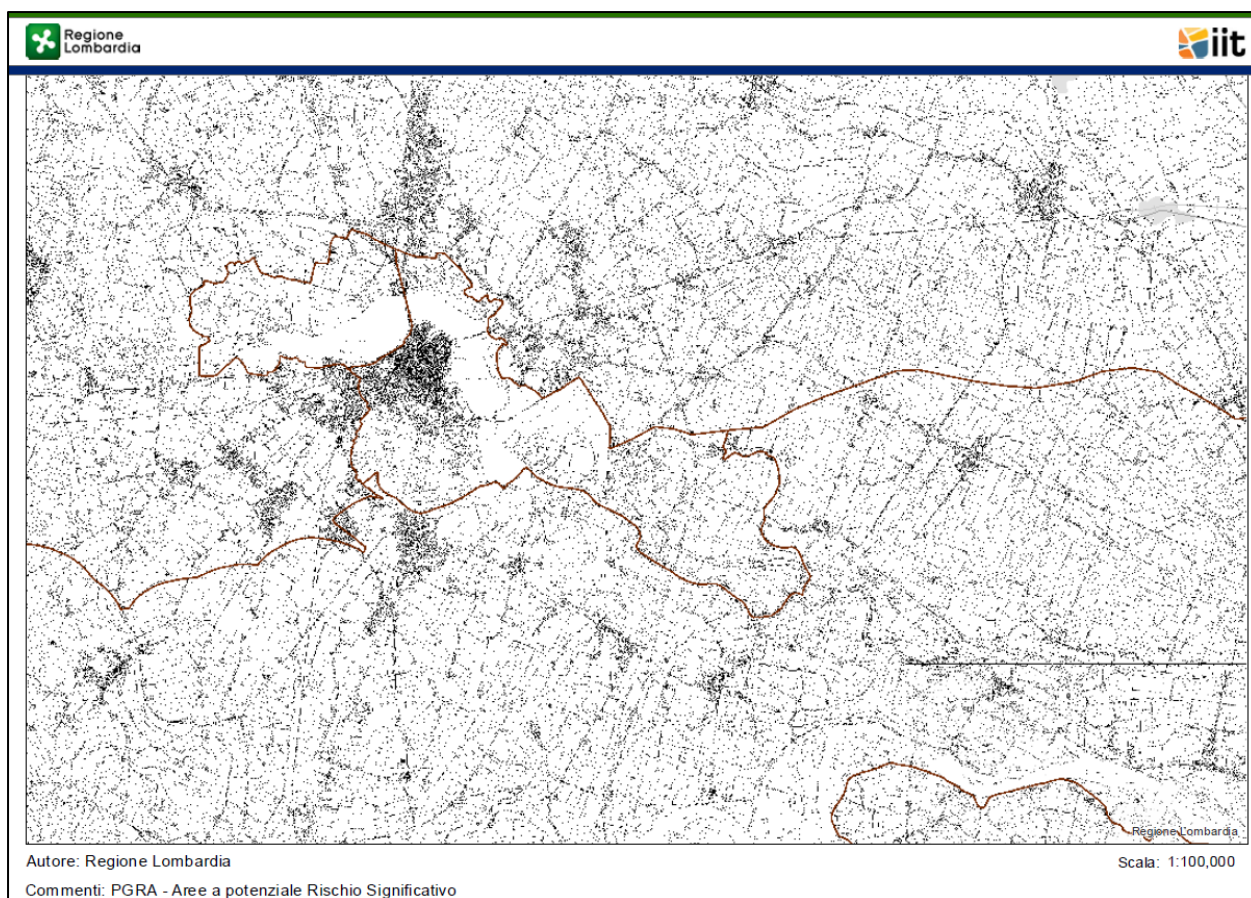 Regione
Lombardia
iit
Regione Lombardia
Autore: Regione Lombardia
Scala: 1:100,000
Commenti: PGRA - Aree a potenziale Rischio Significativo